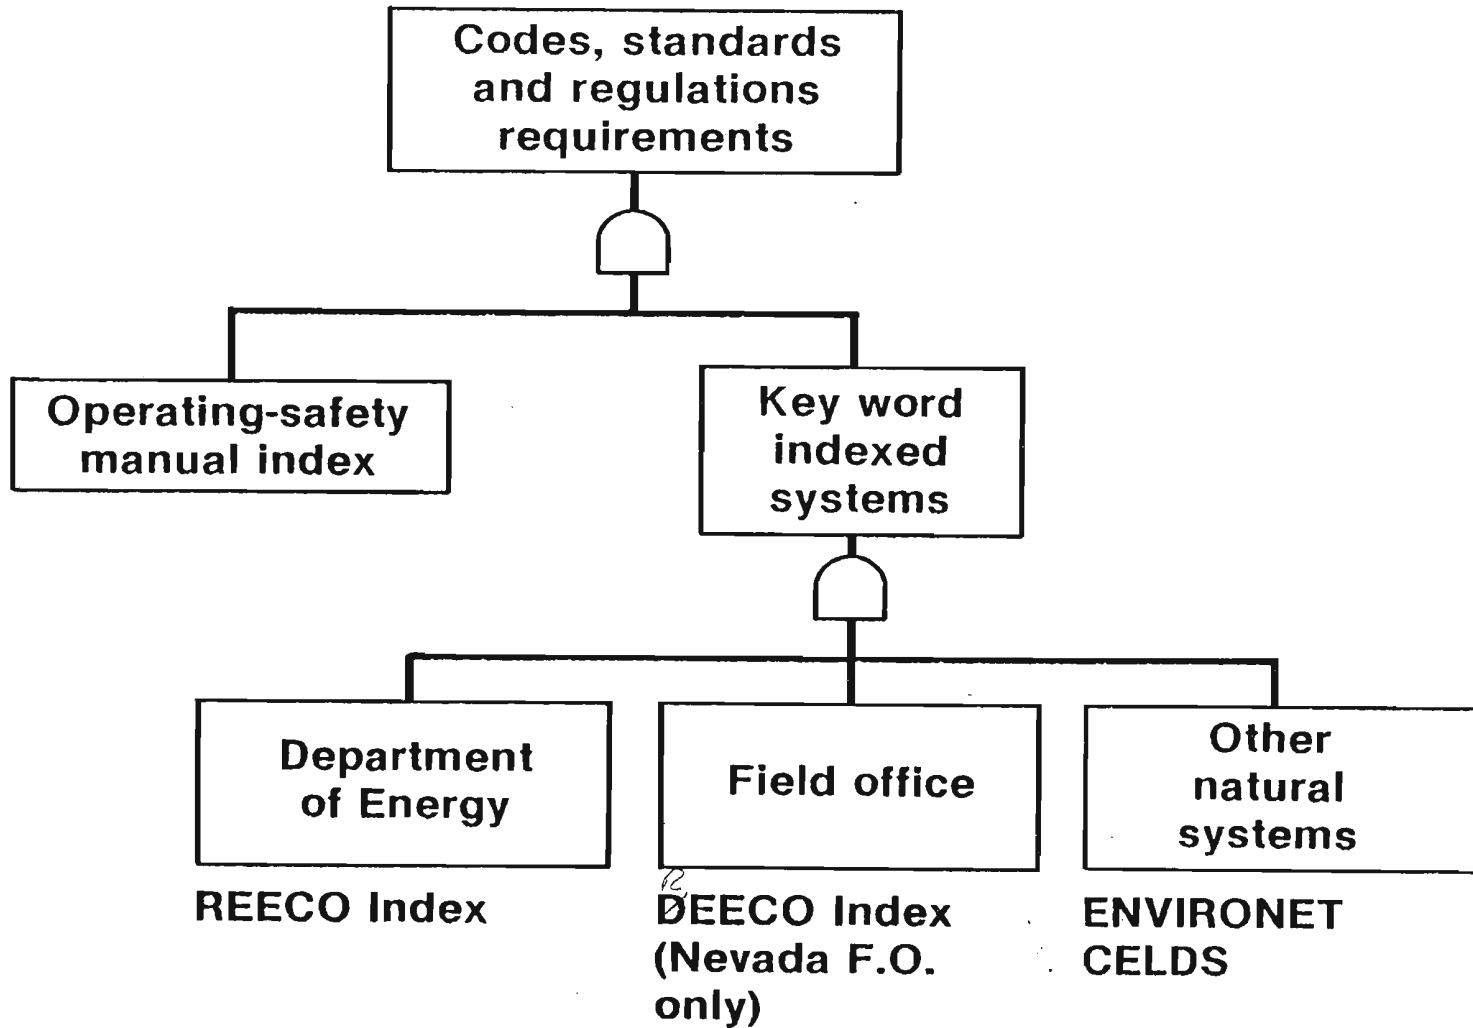 Codes, standards
and regulations
requirements
Operating-safety
manual index
Key word
indexed
systems
Department
of Energy
Field office
Other
natural
systems
REECO Index
R
DEECO Index
(Nevada F.O.
only)
ENVIRONET
CELDS